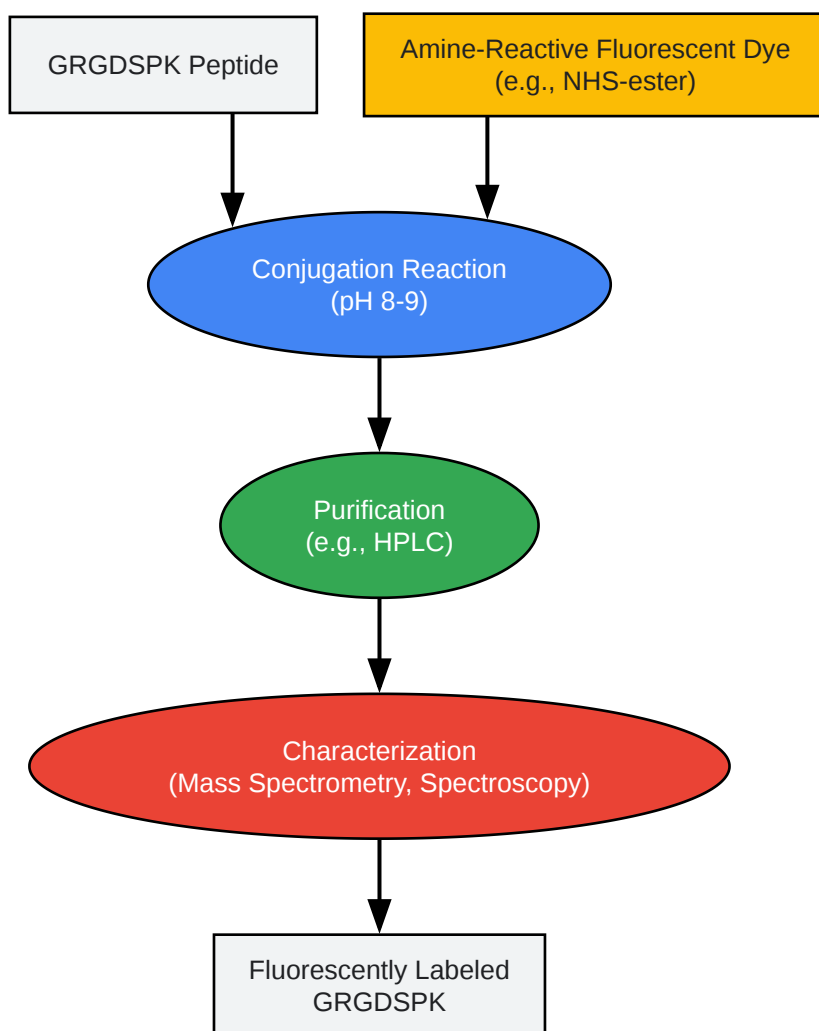 GRGDSPK Peptide
Amine-Reactive Fluorescent Dye
(e.g., NHS-ester)
Conjugation Reaction
(pH 8-9)
Purification
(e.g., HPLC)
Characterization
(Mass Spectrometry, Spectroscopy)
Fluorescently Labeled
GRGDSPK